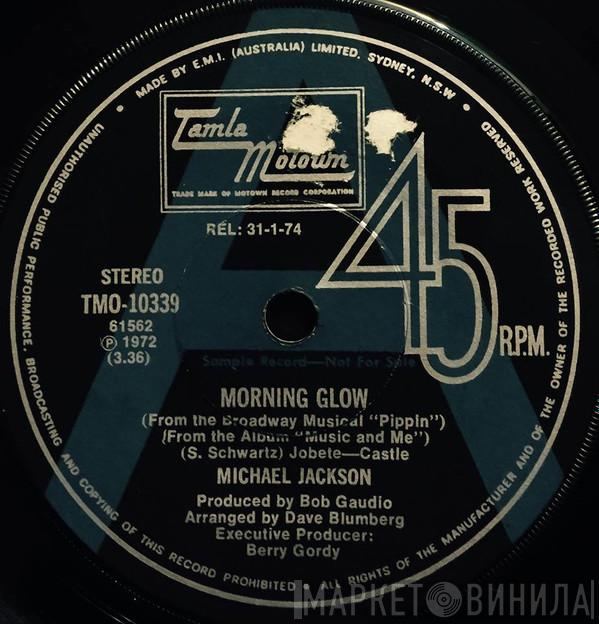 MADE BY E.M.I. (AUSTRALIA) LIMITED. SYDNEY, N.S.W •
UNAUTHORISED PUBLIC PERFORMANCE, BROADCASTING AND COPYING OF THIS RECORD PROHIBITED • ALL RIGHTS OF THE MANUFACTURER AND OF THE OWNER OF THE RECORDED WORK RESERVED
Tamla
Motown
TRADE MARK OF MOTOWN RECORD CORPORATION
REL: 31-1-74
45
R.P.M.
STEREO
TMO-10339
61562
Ⓟ 1972
(3.36)
A
Sample Record—Not For Sale
MORNING GLOW
(From the Broadway Musical "Pippin")
(From the Album "Music and Me")
(S. Schwartz) Jobete—Castle
MICHAEL JACKSON
Produced by Bob Gaudio
Arranged by Dave Blumberg
Executive Producer:
Berry Gordy
МАРКЕТ ВИНИЛА